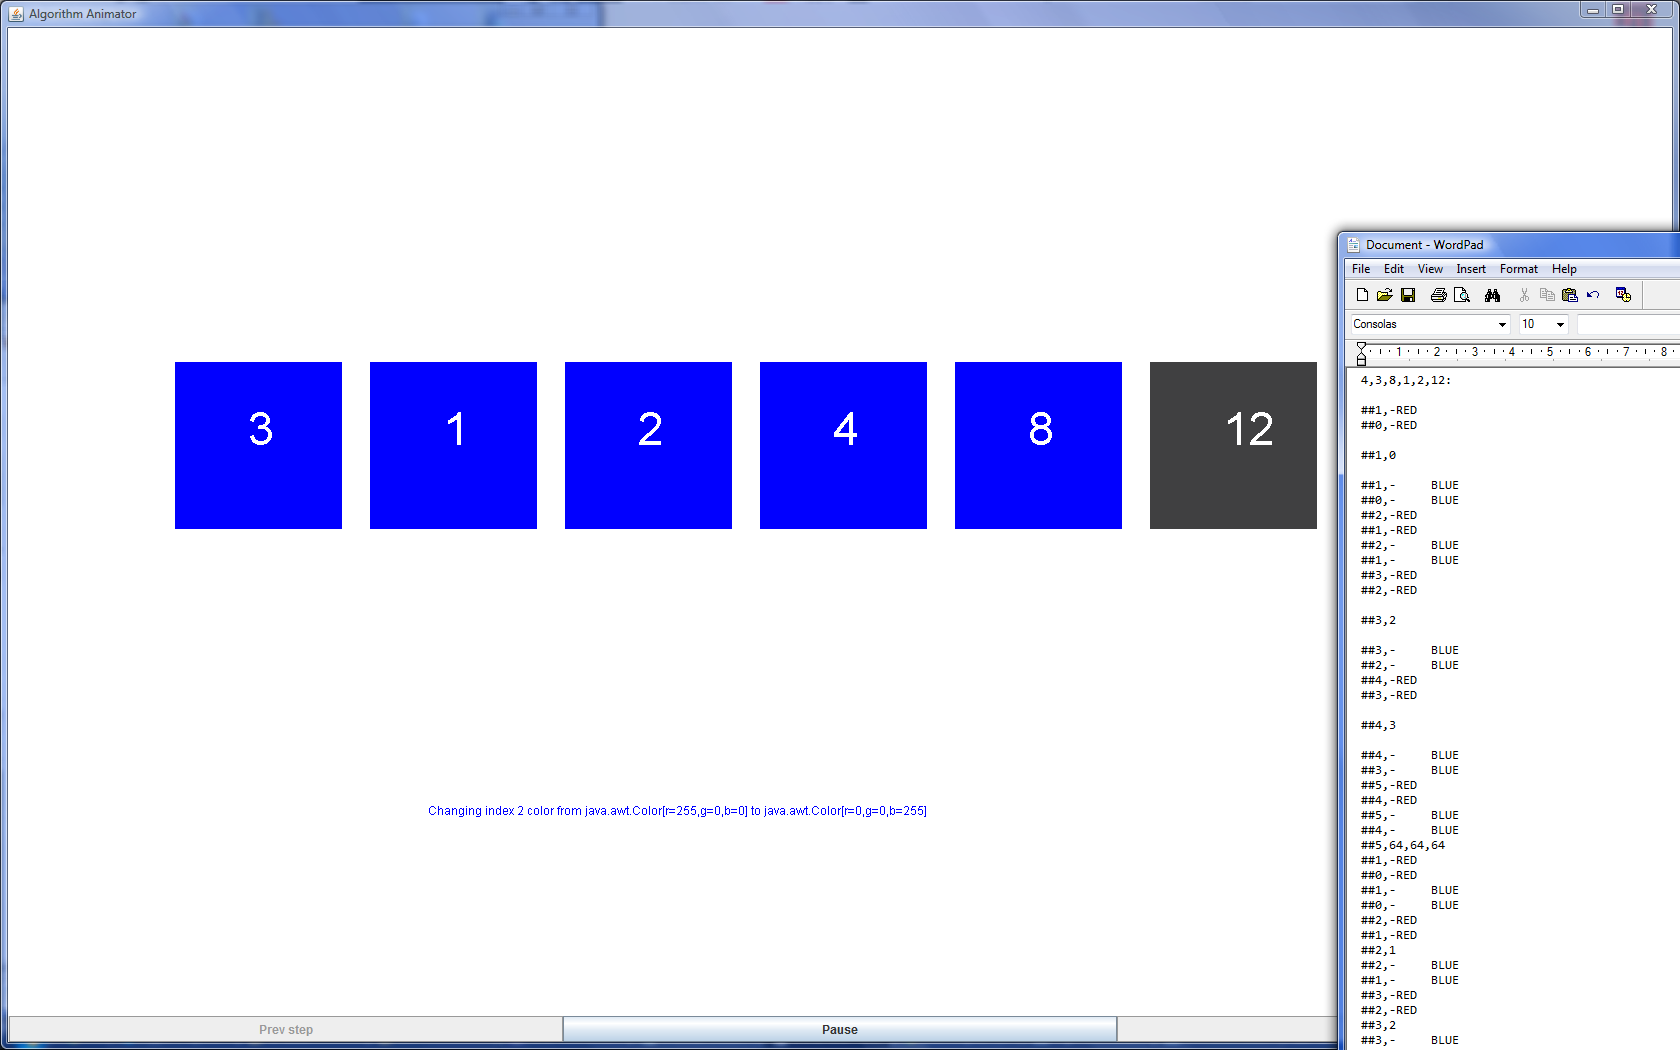 Algorithm Animator
3 1 2 4 8 12
Changing index 2 color from java.awt.Color[r=255,g=0,b=0] to java.awt.Color[r=0,g=0,b=255]
Prev step Pause
Document - WordPad
File Edit View Insert Format Help
Consolas 10
1 2 3 4 5 6 7 8
4,3,8,1,2,12:
##1,-RED
##0,-RED
##1,0
##1,- BLUE
##0,- BLUE
##2,-RED
##1,-RED
##2,- BLUE
##1,- BLUE
##3,-RED
##2,-RED
##3,2
##3,- BLUE
##2,- BLUE
##4,-RED
##3,-RED
##4,3
##4,- BLUE
##3,- BLUE
##5,-RED
##4,-RED
##5,- BLUE
##4,- BLUE
##5,64,64,64
##1,-RED
##0,-RED
##1,- BLUE
##0,- BLUE
##2,-RED
##1,-RED
##2,1
##2,- BLUE
##1,- BLUE
##3,-RED
##2,-RED
##3,2
##3,- BLUE